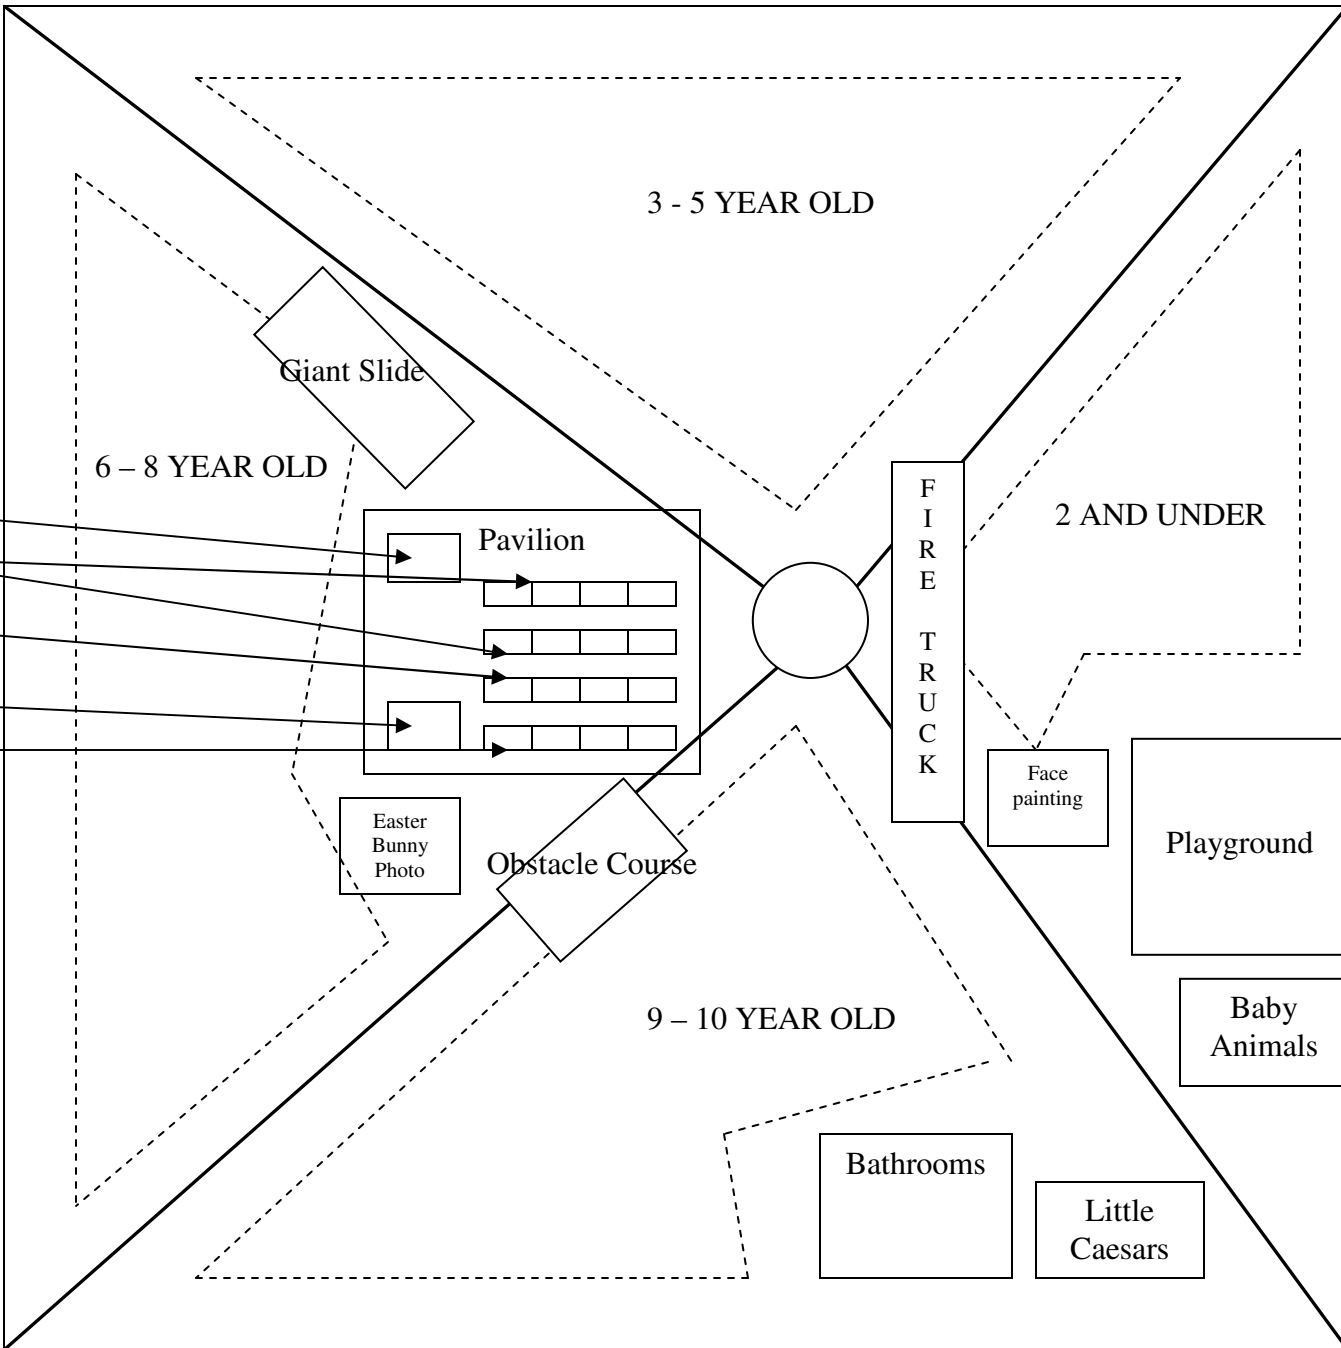 3 - 5 YEAR OLD
Giant Slide
6 – 8 YEAR OLD
2 AND UNDER
Pavilion
F
I
R
E
T
R
U
C
K
Easter
Bunny
Photo
Obstacle Course
Face
painting
Playground
Baby
Animals
9 – 10 YEAR OLD
Bathrooms
Little
Caesars